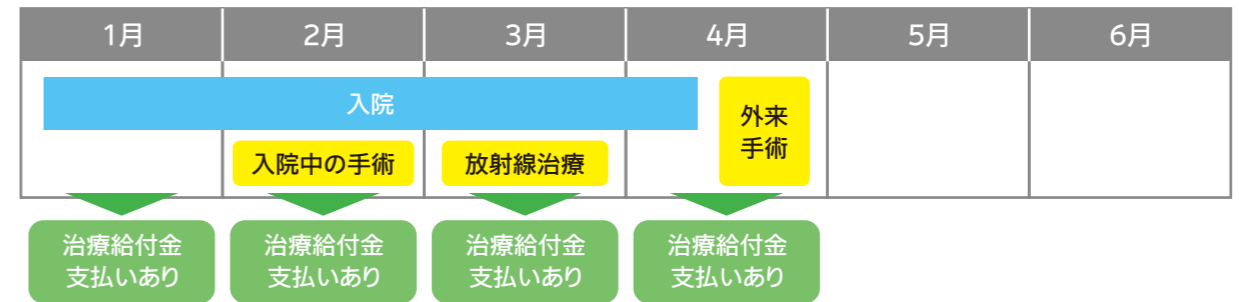 1月 2月 3月 4月 5月 6月
入院
外来
手術
入院中の手術 放射線治療
治療給付金 治療給付金 治療給付金 治療給付金
支払いあり 支払いあり 支払いあり 支払いあり